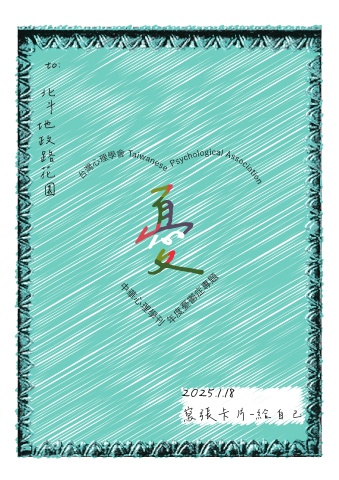 to:
北斗地政路花園
台灣心理學會 Taiwanese Psychological Association
憂
中華心理學刊 年度憂鬱症專題
2025.1.18
寫張卡片-給自己